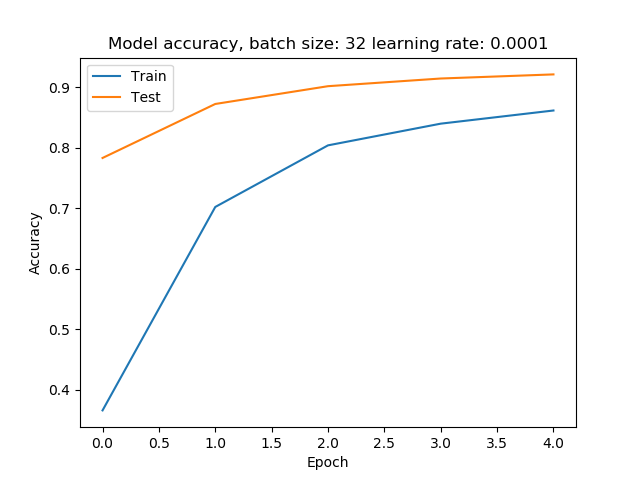 Model accuracy, batch size: 32 learning rate: 0.0001
Train
Test
0.9
0.8
0.7
0.6
0.5
0.4
Accuracy
0.0 0.5 1.0 1.5 2.0 2.5 3.0 3.5 4.0
Epoch